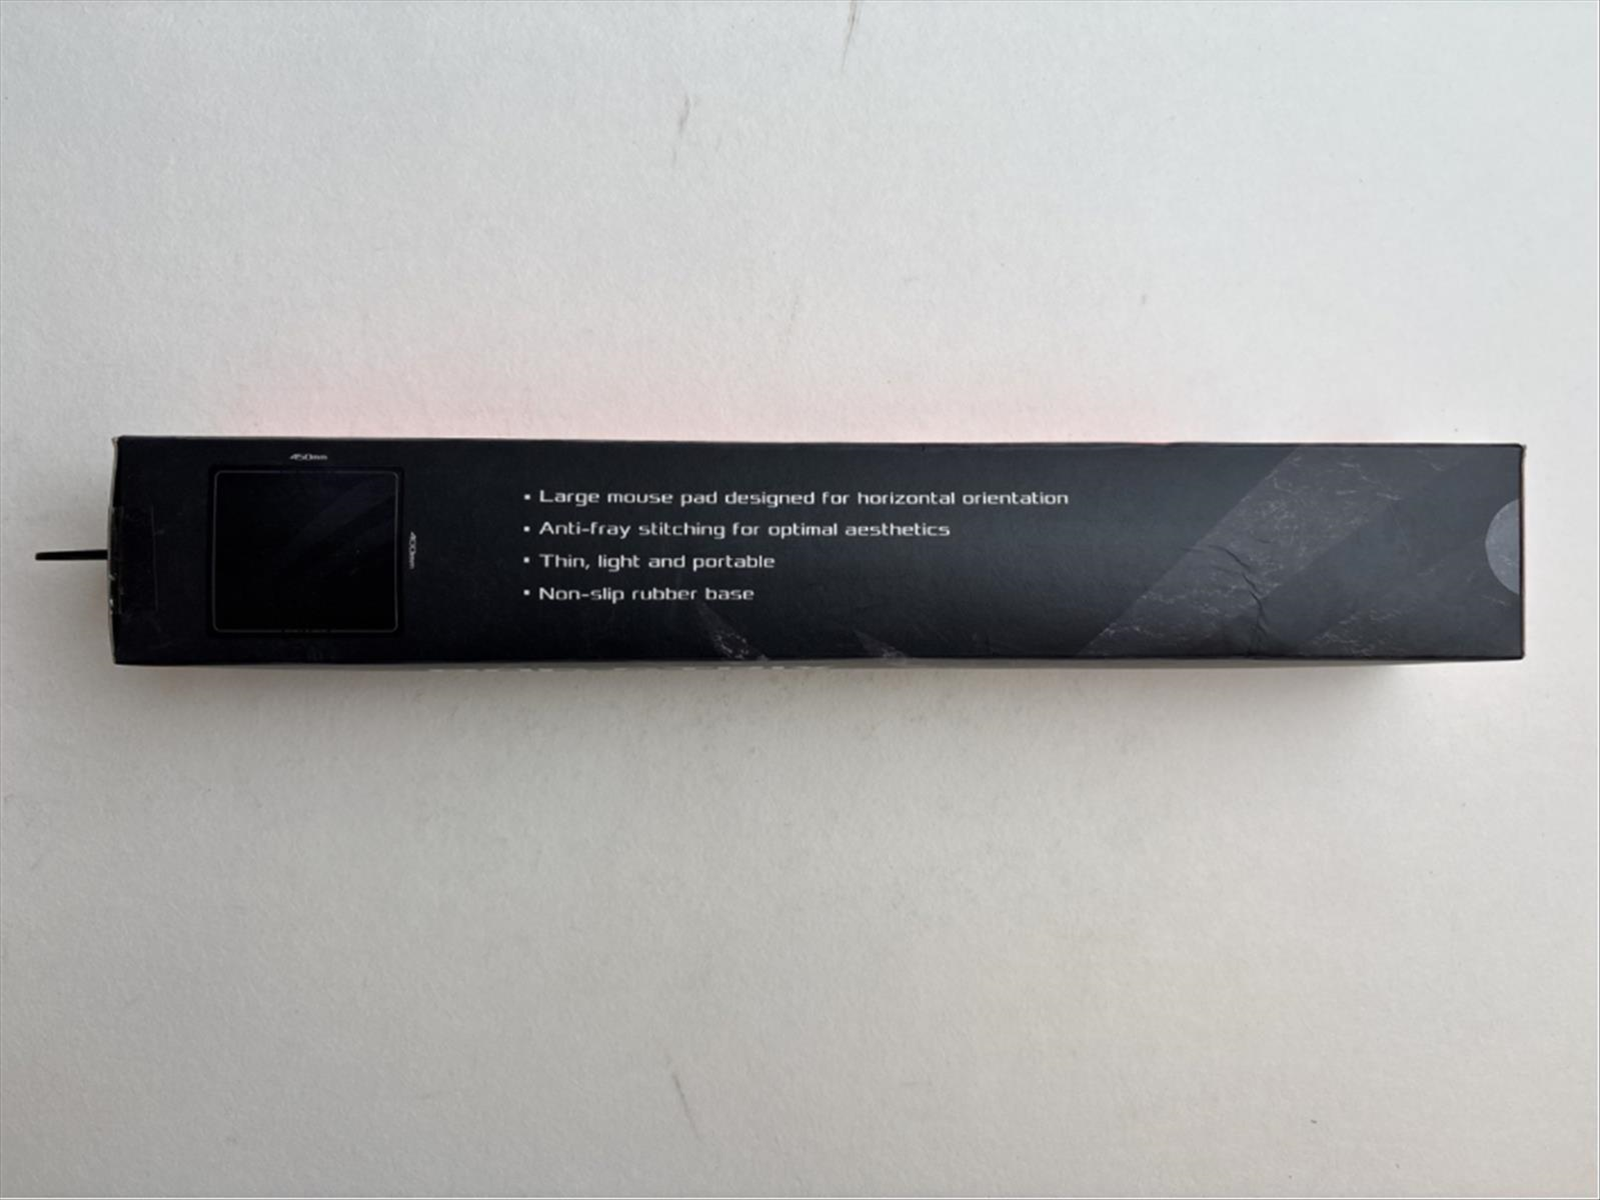 450mm
400mm
• Large mouse pad designed for horizontal orientation
• Anti-fray stitching for optimal aesthetics
• Thin, light and portable
• Non-slip rubber base